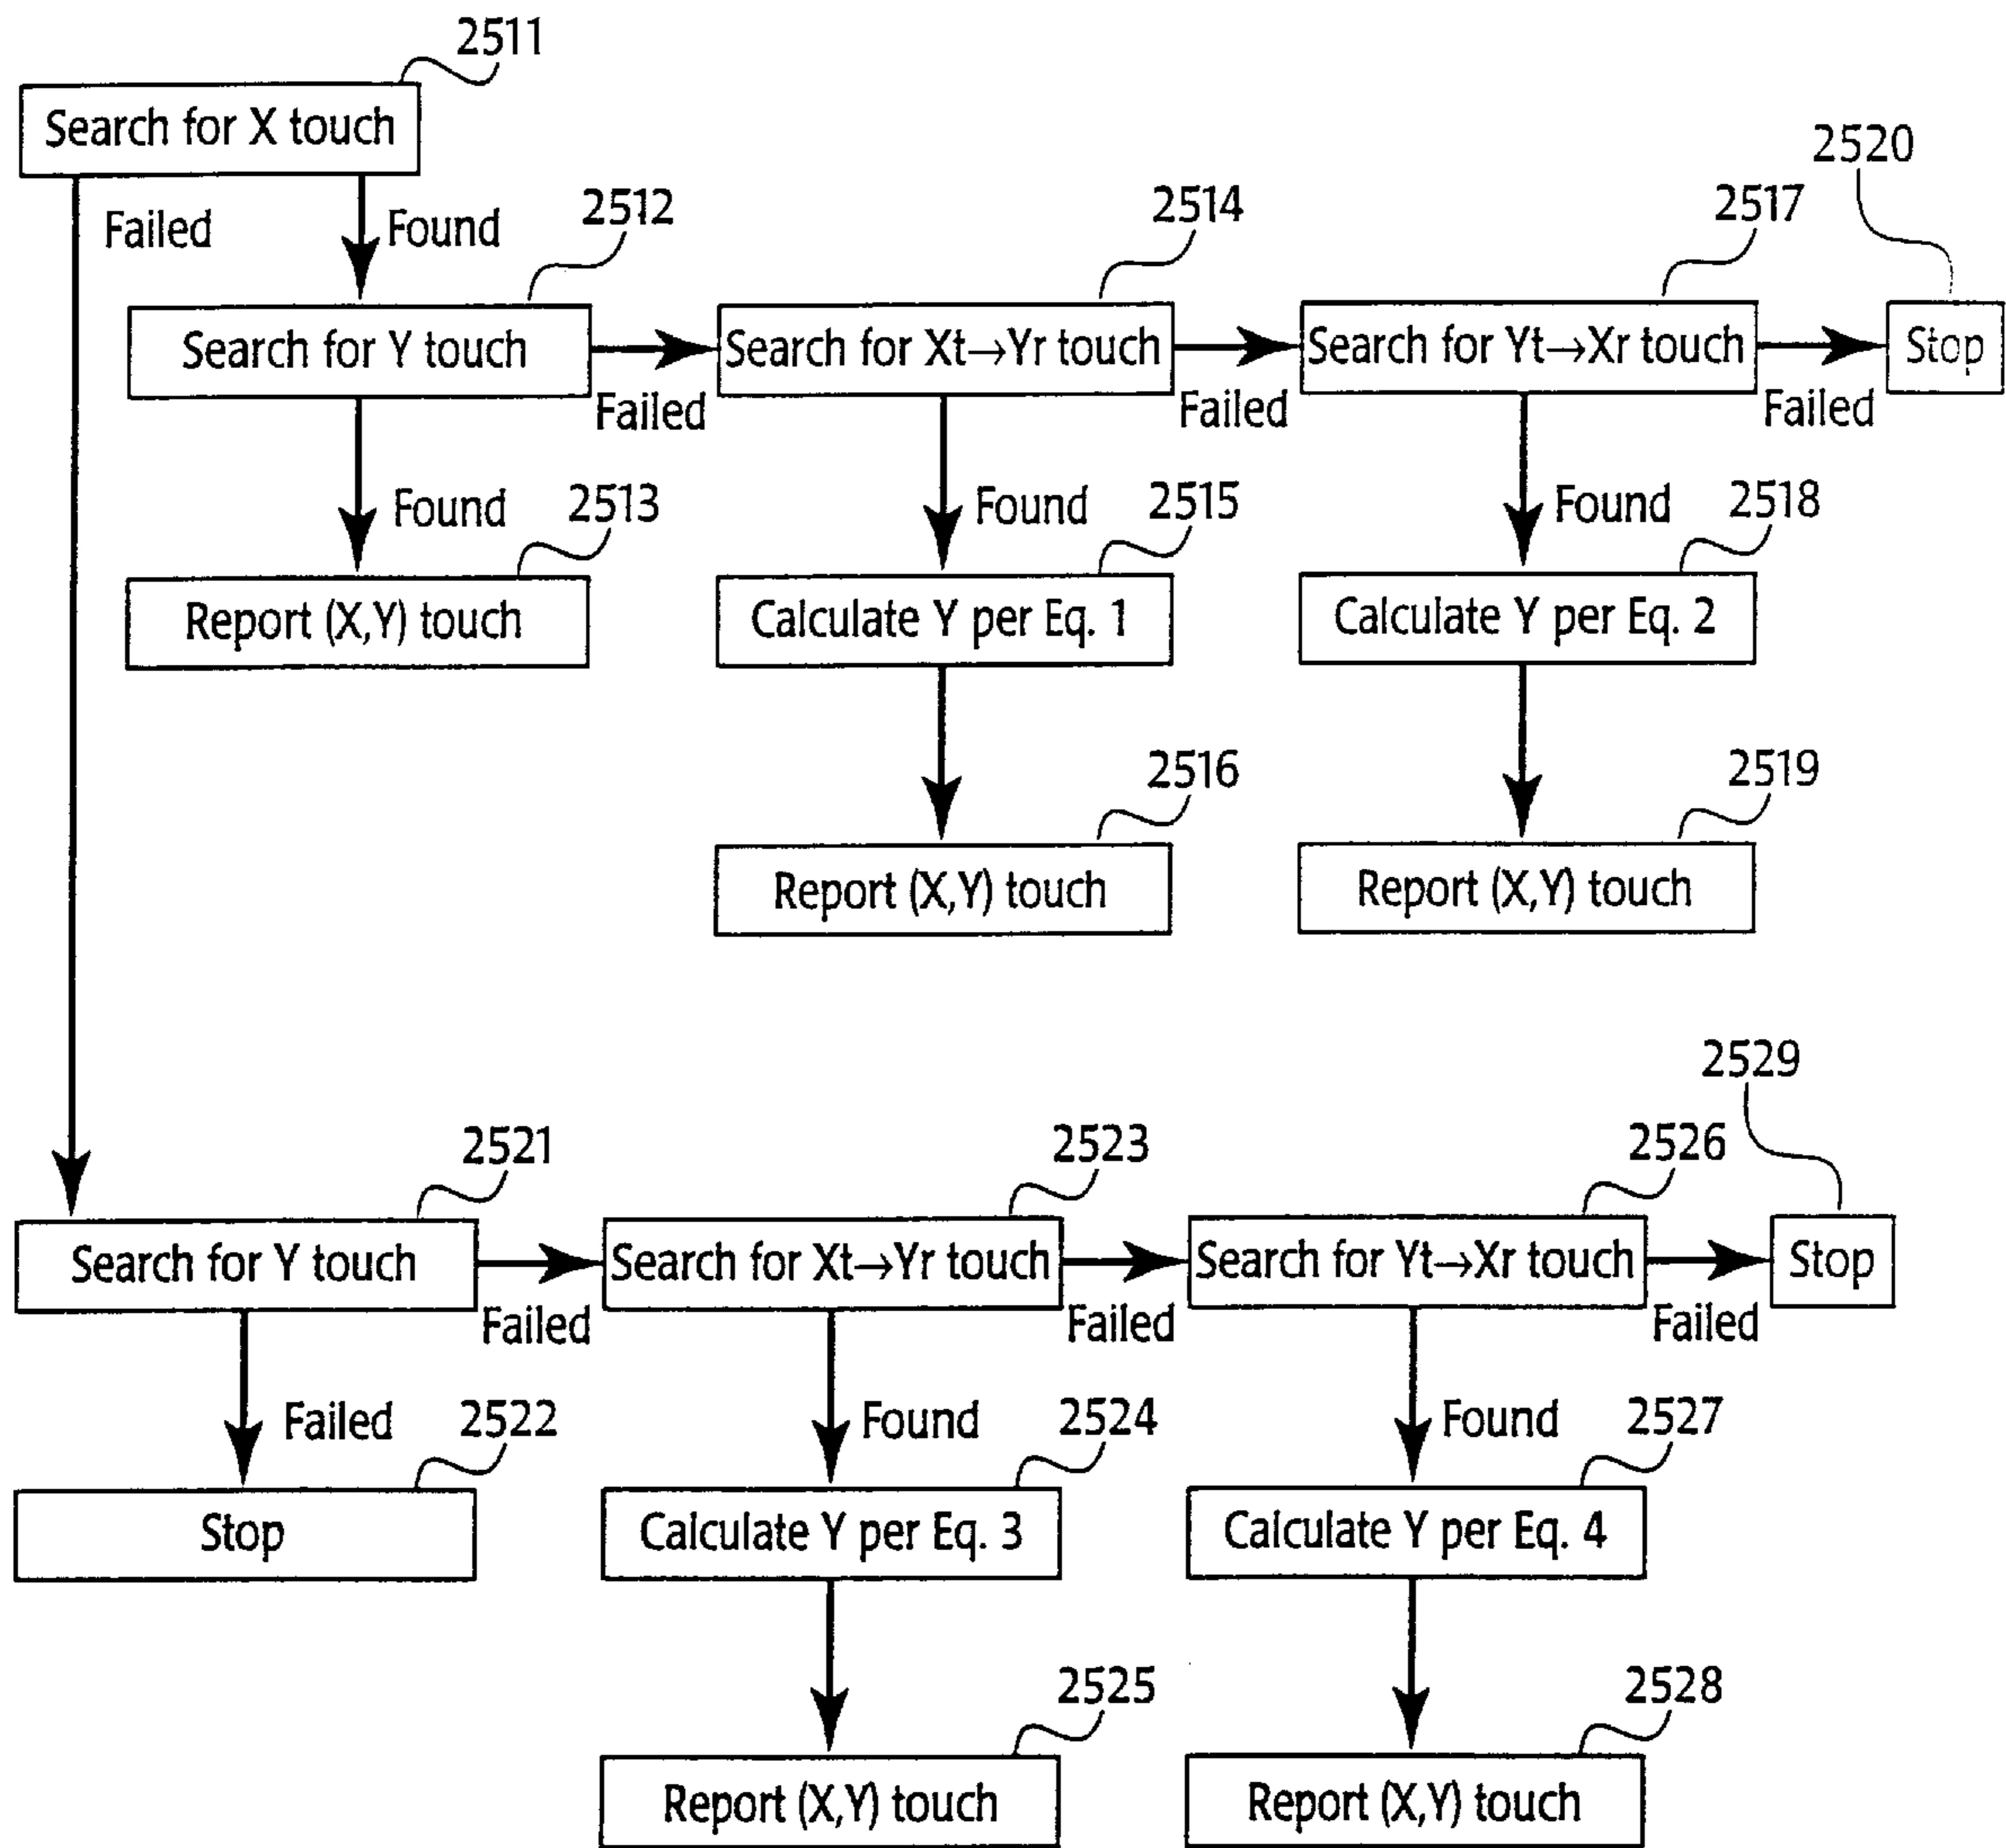 2511
Search for X touch
2520
Failed
Found
2512
2514
2517
Search for Y touch
Search for Xt→Yr touch
Search for Yt→Xr touch
Stop
Failed
Failed
Failed
Found
2513
Found
2515
Found
2518
Report (X,Y) touch
Calculate Y per Eq. 1
Calculate Y per Eq. 2
2516
2519
Report (X,Y) touch
Report (X,Y) touch
2529
2521
2523
2526
Search for Y touch
Search for Xt→Yr touch
Search for Yt→Xr touch
Stop
Failed
Failed
Failed
Failed
2522
Found
2524
Found
2527
Stop
Calculate Y per Eq. 3
Calculate Y per Eq. 4
2525
2528
Report (X,Y) touch
Report (X,Y) touch